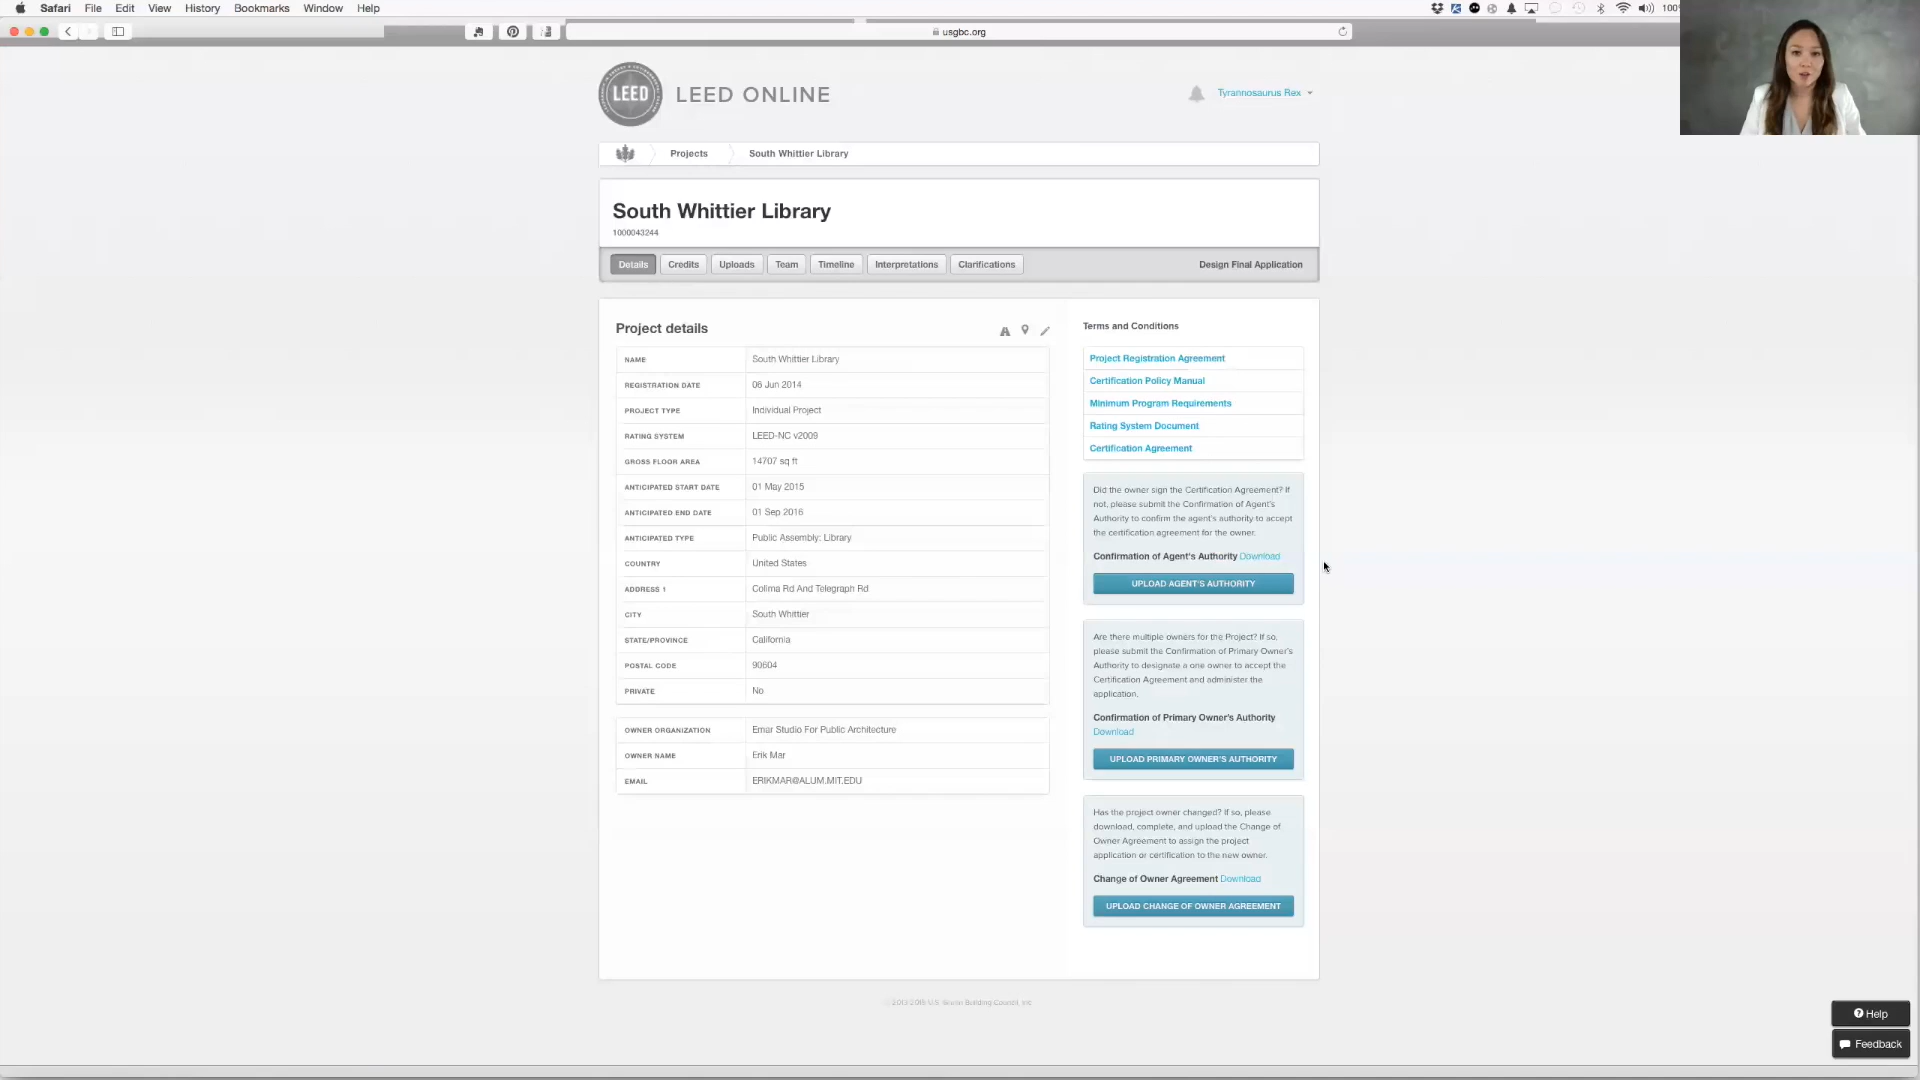 Safari File Edit View History Bookmarks Window Help
100%
usgbc.org
LEED
LEED ONLINE
Tyrannosaurus Rex
Projects
South Whittier Library
South Whittier Library
1000043244
Details
Credits
Uploads
Team
Timeline
Interpretations
Clarifications
Design Final Application
Project details
NAME South Whittier Library
REGISTRATION DATE 06 Jun 2014
PROJECT TYPE Individual Project
RATING SYSTEM LEED-NC v2009
GROSS FLOOR AREA 14707 sq ft
ANTICIPATED START DATE 01 May 2015
ANTICIPATED END DATE 01 Sep 2016
ANTICIPATED TYPE Public Assembly: Library
COUNTRY United States
ADDRESS 1 Colima Rd And Telegraph Rd
CITY South Whittier
STATE/PROVINCE California
POSTAL CODE 90604
PRIVATE No
OWNER ORGANIZATION Emar Studio For Public Architecture
OWNER NAME Erik Mar
EMAIL ERIKMAR@ALUM.MIT.EDU
Terms and Conditions
Project Registration Agreement
Certification Policy Manual
Minimum Program Requirements
Rating System Document
Certification Agreement
Did the owner sign the Certification Agreement? If
not, please submit the Confirmation of Agent's
Authority to confirm the agent's authority to accept
the certification agreement for the owner.
Confirmation of Agent's Authority Download
UPLOAD AGENT'S AUTHORITY
Are there multiple owners for the Project? If so,
please submit the Confirmation of Primary Owner's
Authority to designate a one owner to accept the
Certification Agreement and administer the
application.
Confirmation of Primary Owner's Authority
Download
UPLOAD PRIMARY OWNER'S AUTHORITY
Has the project owner changed? If so, please
download, complete, and upload the Change of
Owner Agreement to assign the project
application or certification to the new owner.
Change of Owner Agreement Download
UPLOAD CHANGE OF OWNER AGREEMENT
U.S. Green Building Council, Inc
Help
Feedback